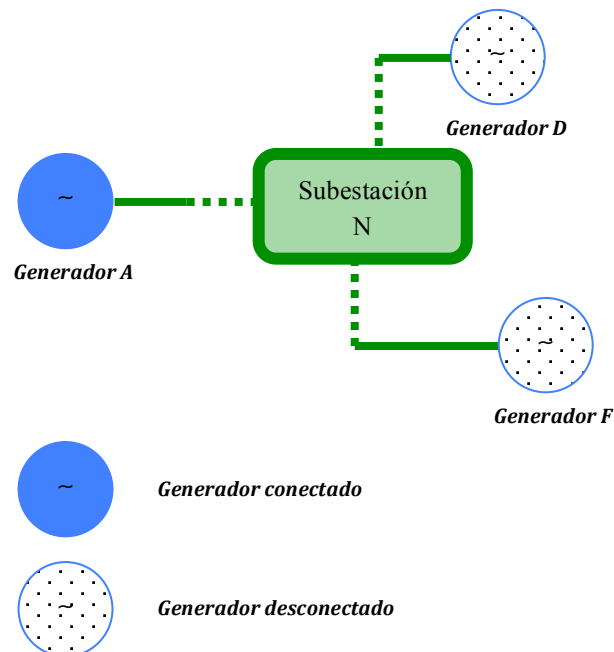 ~
Generador D
Subestación
N
~
Generador A
~
Generador F
~
Generador conectado
~
Generador desconectado